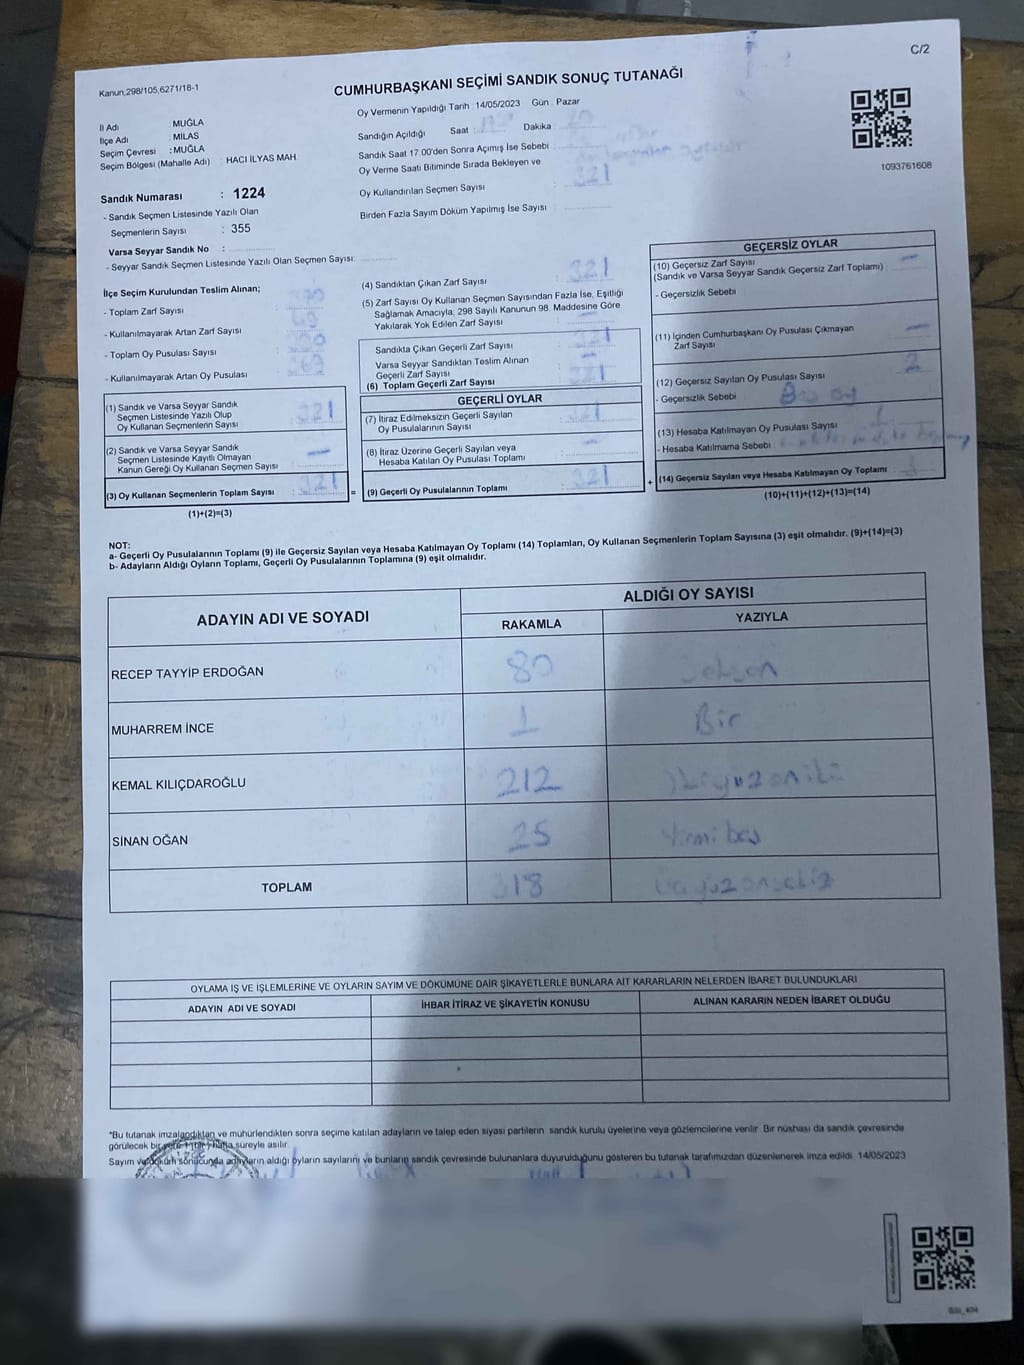 C/2
Kanun.298/105,6271/18-1
CUMHURBAŞKANI SEÇİMİ SANDIK SONUÇ TUTANAĞI
İl Adı : MUĞLA
İlçe Adı : MİLAS
Seçim Çevresi : MUĞLA
Seçim Bölgesi (Mahalle Adı) : HACI İLYAS MAH
Sandık Numarası : 1224
- Sandık Seçmen Listesinde Yazılı Olan
Seçmenlerin Sayısı : 355
Varsa Seyyar Sandık No :
- Seyyar Sandık Seçmen Listesinde Yazılı Olan Seçmen Sayısı:
Oy Vermenin Yapıldığı Tarih : 14/05/2023 Gün : Pazar
Sandığın Açıldığı Saat : Dakika :
Sandık Saat 17:00'den Sonra Açımış İse Sebebi :
Oy Verme Saati Bitiminde Sırada Bekleyen ve
Oy Kullandırılan Seçmen Sayısı : 321
Birden Fazla Sayım Döküm Yapılmış İse Sayısı :
1093761608
İlçe Seçim Kurulundan Teslim Alınan;
- Toplam Zarf Sayısı :
- Kullanılmayarak Artan Zarf Sayısı :
- Toplam Oy Pusulası Sayısı :
- Kullanılmayarak Artan Oy Pusulası :
(1) Sandık ve Varsa Seyyar Sandık
Seçmen Listesinde Yazılı Olup
Oy Kullanan Seçmenlerin Sayısı : 321
(2) Sandık ve Varsa Seyyar Sandık
Seçmen Listesinde Kayıtlı Olmayan
Kanun Gereği Oy Kullanan Seçmen Sayısı : —
(3) Oy Kullanan Seçmenlerin Toplam Sayısı : 321
(1)+(2)=(3)
=
(4) Sandıktan Çıkan Zarf Sayısı : 321
(5) Zarf Sayısı Oy Kullanan Seçmen Sayısından Fazla İse, Eşitliği
Sağlamak Amacıyla, 298 Sayılı Kanunun 98. Maddesine Göre
Yakılarak Yok Edilen Zarf Sayısı : —
Sandıkta Çıkan Geçerli Zarf Sayısı : 321
Varsa Seyyar Sandıktan Teslim Alınan
Geçerli Zarf Sayısı : —
(6) Toplam Geçerli Zarf Sayısı : 321
GEÇERLİ OYLAR
(7) İtiraz Edilmeksizin Geçerli Sayılan
Oy Pusulalarının Sayısı : 321
(8) İtiraz Üzerine Geçerli Sayılan veya
Hesaba Katılan Oy Pusulası Toplamı : —
(9) Geçerli Oy Pusulalarının Toplamı : 321
+
GEÇERSİZ OYLAR
(10) Geçersiz Zarf Sayısı
(Sandık ve Varsa Seyyar Sandık Geçersiz Zarf Toplamı) : —
- Geçersizlik Sebebi :
(11) İçinden Cumhurbaşkanı Oy Pusulası Çıkmayan
Zarf Sayısı : —
(12) Geçersiz Sayılan Oy Pusulası Sayısı : 2
- Geçersizlik Sebebi :
(13) Hesaba Katılmayan Oy Pusulası Sayısı : 1
- Hesaba Katılmama Sebebi :
(14) Geçersiz Sayılan veya Hesaba Katılmayan Oy Toplamı :
(10)+(11)+(12)+(13)=(14)
NOT:
a- Geçerli Oy Pusulalarının Toplamı (9) ile Geçersiz Sayılan veya Hesaba Katılmayan Oy Toplamı (14) Toplamları, Oy Kullanan Seçmenlerin Toplam Sayısına (3) eşit olmalıdır. (9)+(14)=(3)
b- Adayların Aldığı Oyların Toplamı, Geçerli Oy Pusulalarının Toplamına (9) eşit olmalıdır.
ADAYIN ADI VE SOYADI
ALDIĞI OY SAYISI
RAKAMLA YAZIYLA
RECEP TAYYİP ERDOĞAN 80 Seksen
MUHARREM İNCE 1 Bir
KEMAL KILIÇDAROĞLU 212 İkiyüzoniki
SİNAN OĞAN 25 Yirmibeş
TOPLAM 318 Üçyüzonsekiz
OYLAMA İŞ VE İŞLEMLERİNE VE OYLARIN SAYIM VE DÖKÜMÜNE DAİR ŞİKAYETLERLE BUNLARA AİT KARARLARIN NELERDEN İBARET BULUNDUKLARI
ADAYIN ADI VE SOYADI İHBAR İTİRAZ VE ŞİKAYETİN KONUSU ALINAN KARARIN NEDEN İBARET OLDUĞU
*Bu tutanak imzalandıktan ve mühürlendikten sonra seçime katılan adayların ve talep eden siyasi partilerin sandık kurulu üyelerine veya gözlemcilerine verilir. Bir nüshası da sandık çevresinde
görülecek bir yere 1 (bir) hafta süreyle asılır.
Sayım ve döküm sonucunda adayların aldığı oyların sayılarını ve bunların sandık çevresinde bulunanlara duyurulduğunu gösteren bu tutanak tarafımızdan düzenlenerek imza edildi. 14/05/2023